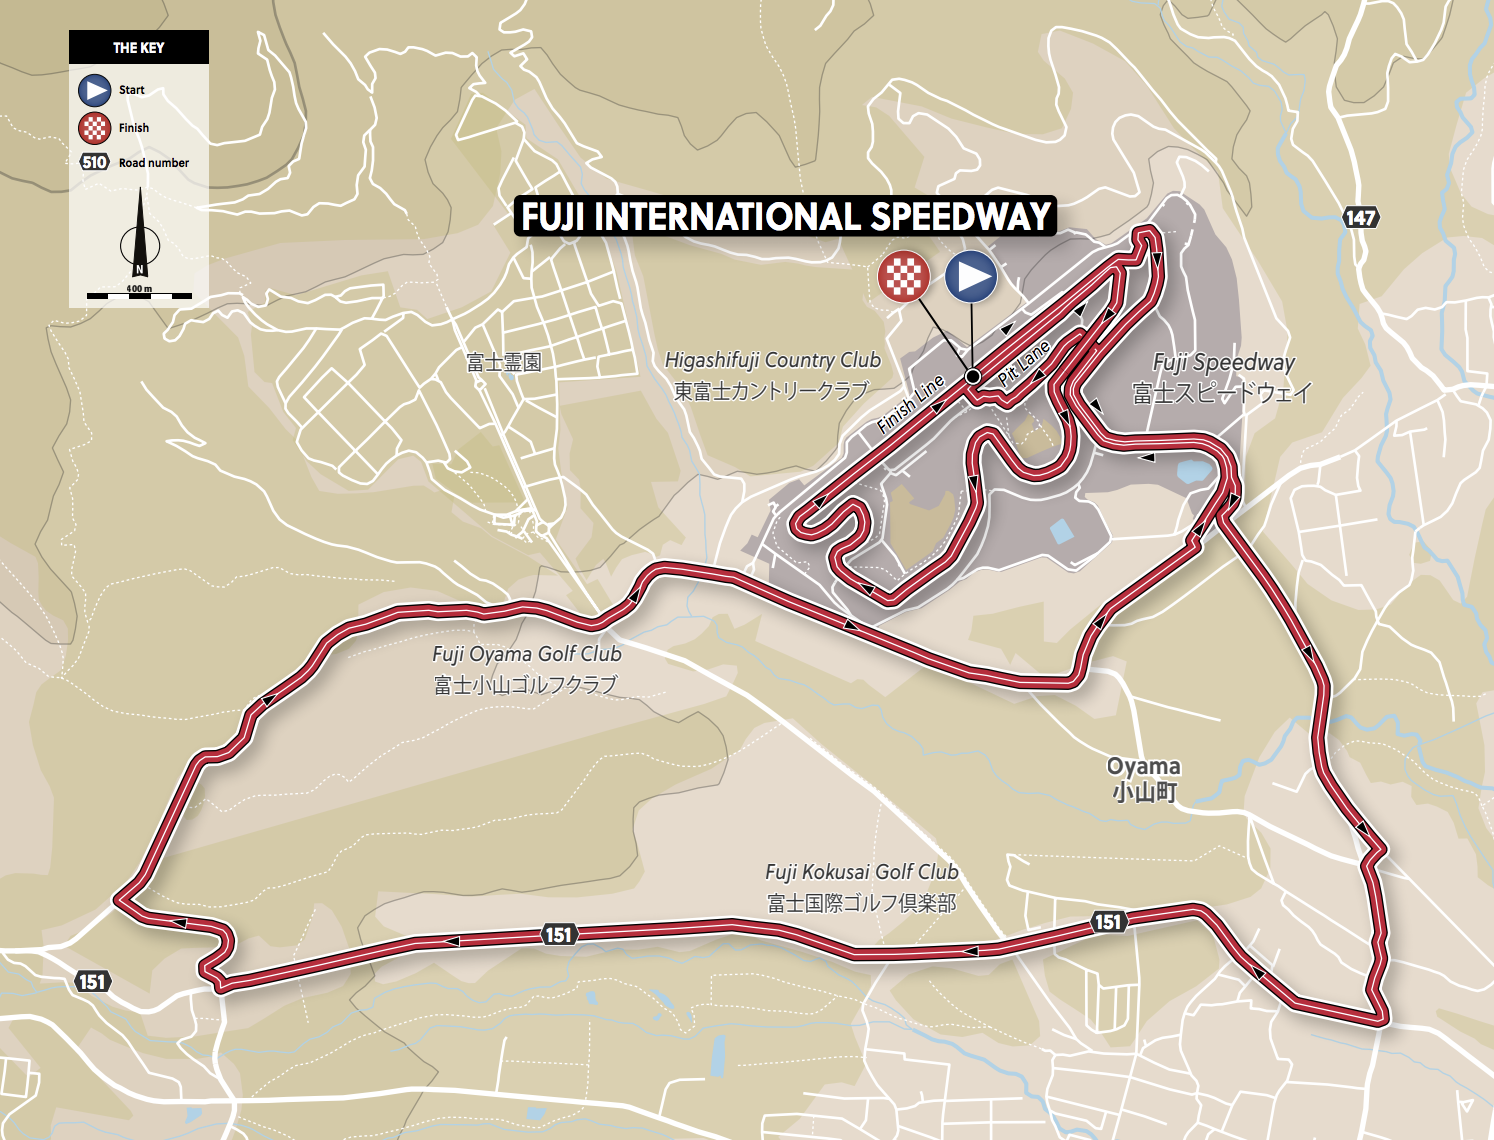 THE KEY
Start
Finish
510 Road number
N
400 m
FUJI INTERNATIONAL SPEEDWAY
147
富士霊園
Higashifuji Country Club
東富士カントリークラブ
Finish Line
Pit Lane
Fuji Speedway
富士スピードウェイ
Fuji Oyama Golf Club
富士小山ゴルフクラブ
Oyama
小山町
Fuji Kokusai Golf Club
富士国際ゴルフ倶楽部
151
151
151